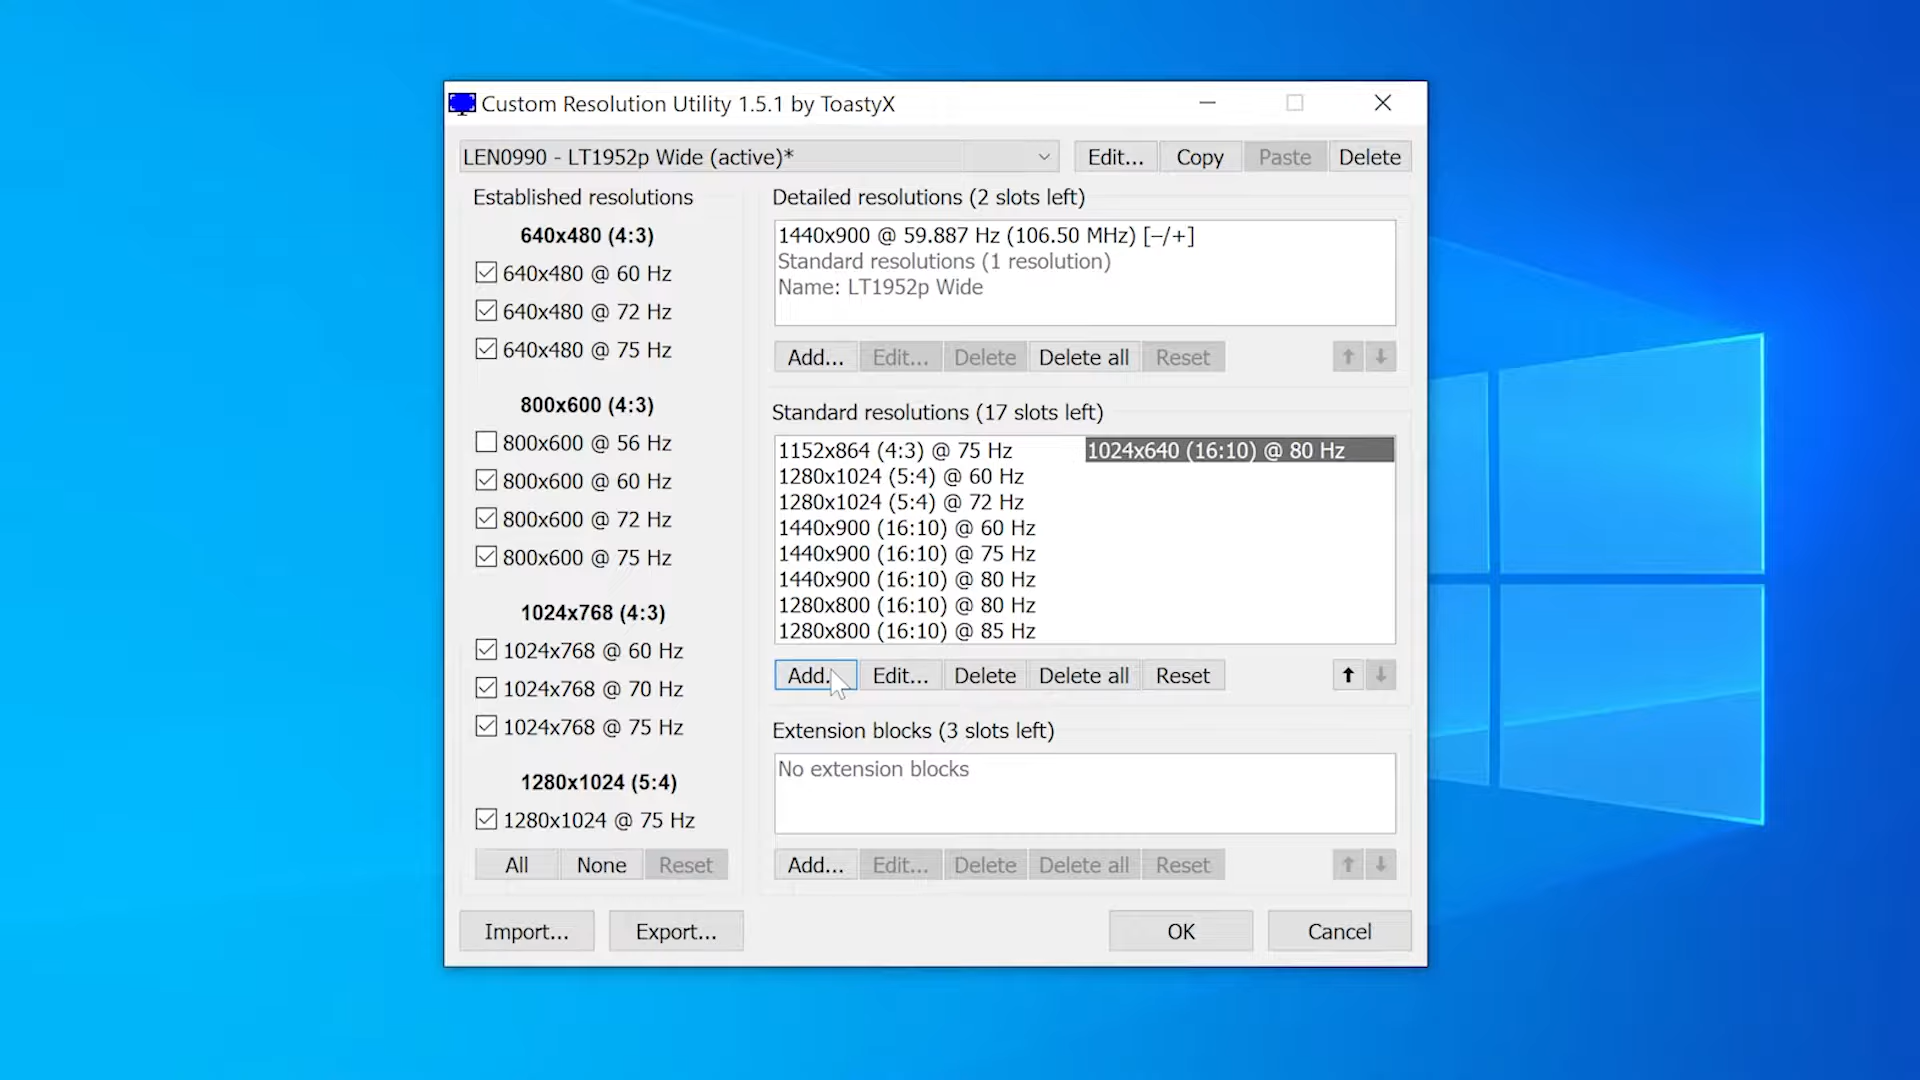 Custom Resolution Utility 1.5.1 by ToastyX
LEN0990 - LT1952p Wide (active)*
Edit...
Copy
Paste
Delete
Established resolutions
640x480 (4:3)
640x480 @ 60 Hz
640x480 @ 72 Hz
640x480 @ 75 Hz
800x600 (4:3)
800x600 @ 56 Hz
800x600 @ 60 Hz
800x600 @ 72 Hz
800x600 @ 75 Hz
1024x768 (4:3)
1024x768 @ 60 Hz
1024x768 @ 70 Hz
1024x768 @ 75 Hz
1280x1024 (5:4)
1280x1024 @ 75 Hz
All
None
Reset
Detailed resolutions (2 slots left)
1440x900 @ 59.887 Hz (106.50 MHz) [−/+]
Standard resolutions (1 resolution)
Name: LT1952p Wide
Add...
Edit...
Delete
Delete all
Reset
Standard resolutions (17 slots left)
1152x864 (4:3) @ 75 Hz
1280x1024 (5:4) @ 60 Hz
1280x1024 (5:4) @ 72 Hz
1440x900 (16:10) @ 60 Hz
1440x900 (16:10) @ 75 Hz
1440x900 (16:10) @ 80 Hz
1280x800 (16:10) @ 80 Hz
1280x800 (16:10) @ 85 Hz
1024x640 (16:10) @ 80 Hz
Add.
Edit...
Delete
Delete all
Reset
Extension blocks (3 slots left)
No extension blocks
Add...
Edit...
Delete
Delete all
Reset
Import...
Export...
OK
Cancel